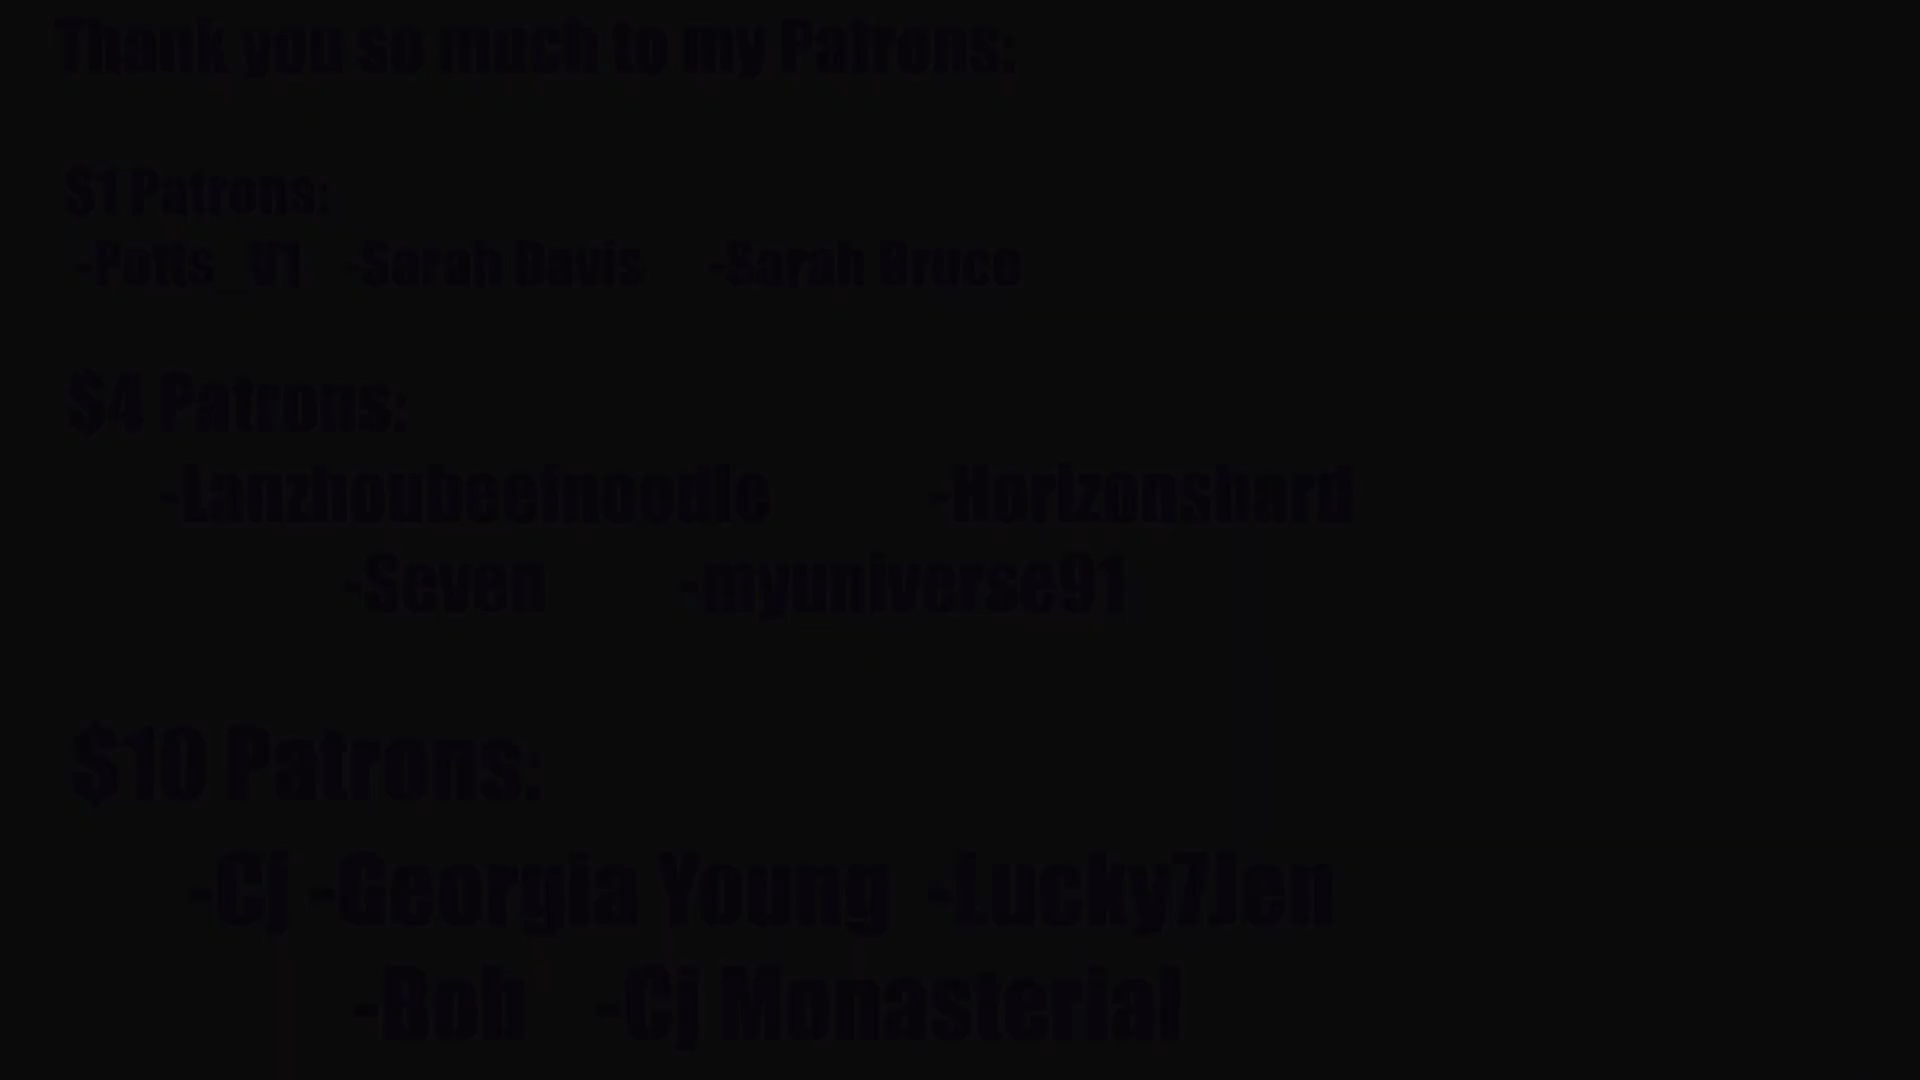 Thank you so much to my Patrons:
$1 Patrons:
-Potts_V1 -Sarah Davis -Sarah Bruce
$4 Patrons:
-Lanzhoubeefnoodle -Horizonshard
-Seven -myuniverse91
$10 Patrons:
-Cj -Georgia Young -Lucky7Jen
-Bob -Cj Monasterial